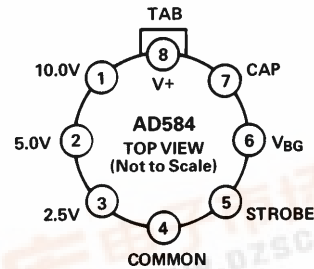 TAB
8
V+
10.0V 1
7 CAP
AD584
5.0V 2
TOP VIEW
6 VBG
(Not to Scale)
2.5V 3
5 STROBE
4
COMMON